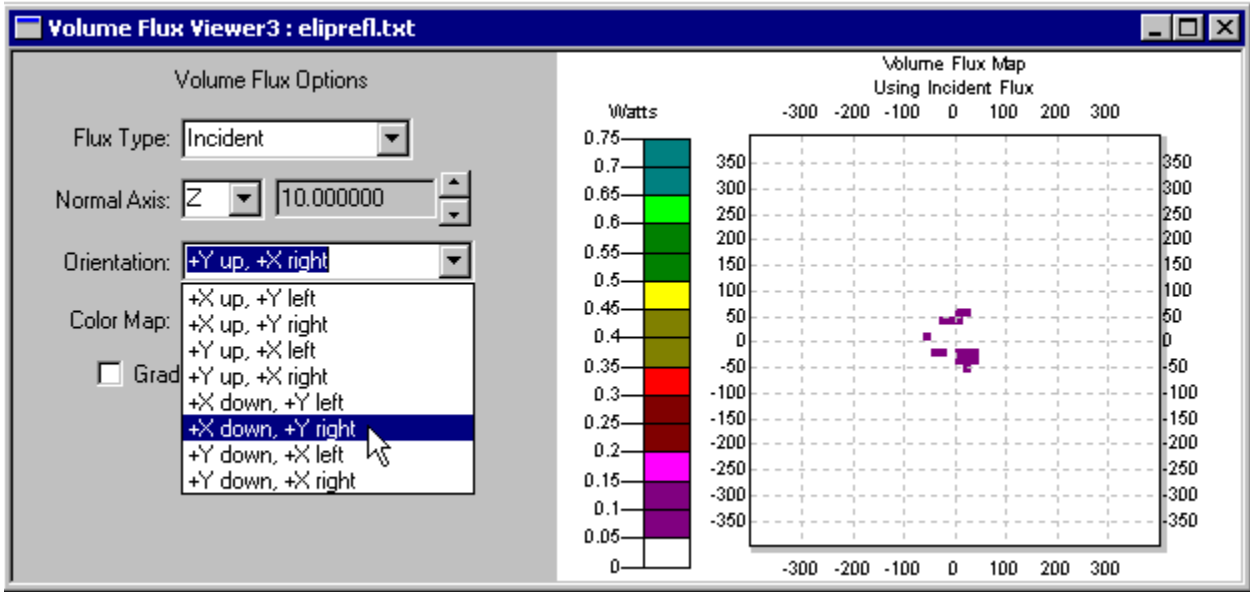 Volume Flux Viewer3 : eliprefl.txt
Volume Flux Options
Flux Type: Incident
Normal Axis: Z 10.000000
Orientation: +Y up, +X right
+X up, +Y left
Color Map: +X up, +Y right
+Y up, +X left
Grad +Y up, +X right
+X down, +Y left
+X down, +Y right
+Y down, +X left
+Y down, +X right
Volume Flux Map
Using Incident Flux
Watts
0.75
0.7
0.65
0.6
0.55
0.5
0.45
0.4
0.35
0.3
0.25
0.2
0.15
0.1
0.05
0
-300 -200 -100 0 100 200 300
350 350
300 300
250 250
200 200
150 150
100 100
50 50
0 0
-50 -50
-100 -100
-150 -150
-200 -200
-250 -250
-300 -300
-350 -350
-300 -200 -100 0 100 200 300